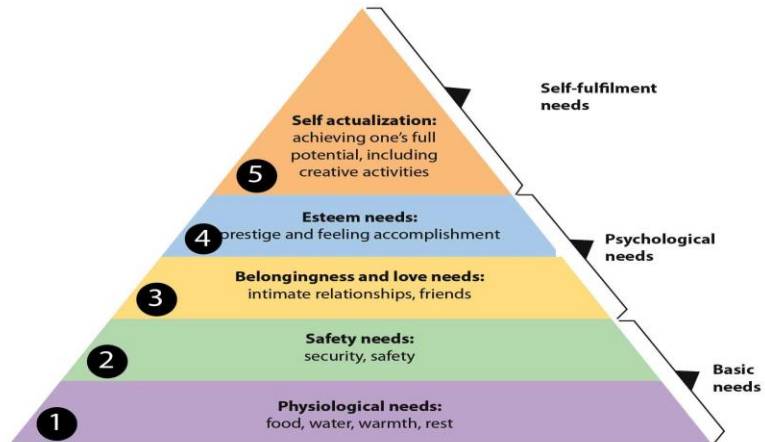 Self-fulfilment
needs
Self actualization:
achieving one's full
potential, including
creative activities
5
Esteem needs:
prestige and feeling accomplishment
4
Psychological
needs
Belongingness and love needs:
intimate relationships, friends
3
Safety needs:
security, safety
2
Basic
needs
Physiological needs:
food, water, warmth, rest
1